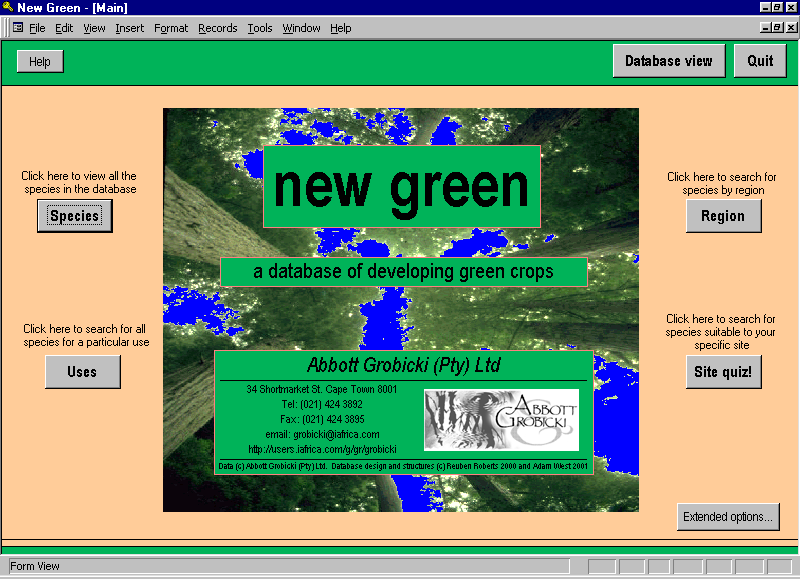 New Green - [Main]
File Edit View Insert Format Records Tools Window Help
Help
Database view
Quit
new green
a database of developing green crops
Click here to view all the
species in the database
Species
Click here to search for
species by region
Region
Click here to search for all
species for a particular use
Uses
Click here to search for
species suitable to your
specific site
Site quiz!
Abbott Grobicki (Pty) Ltd
34 Shortmarket St. Cape Town 8001
Tel: (021) 424 3892
Fax: (021) 424 3895
email: grobicki@iafrica.com
http://users.iafrica.com/g/gr/grobicki
ABBOTT
GROBICKI
Data (c) Abbott Grobicki (Pty) Ltd. Database design and structures (c) Reuben Roberts 2000 and Adam West 2001
Extended options...
Form View